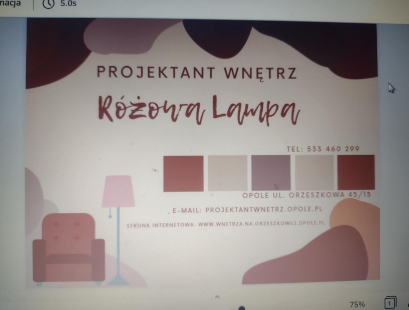 nacja 5.0s
PROJEKTANT WNĘTRZ
Różowa Lampa
TEL: 533 460 299
OPOLE UL. ORZESZKOWA 45/15
, E-MAIL: PROJEKTANTWNETRZ.OPOLE.PL
STRONA INTERNETOWA: WWW.WNETRZA.NA.ORZESZKOWEJ.OPOLE.PL
75% 1